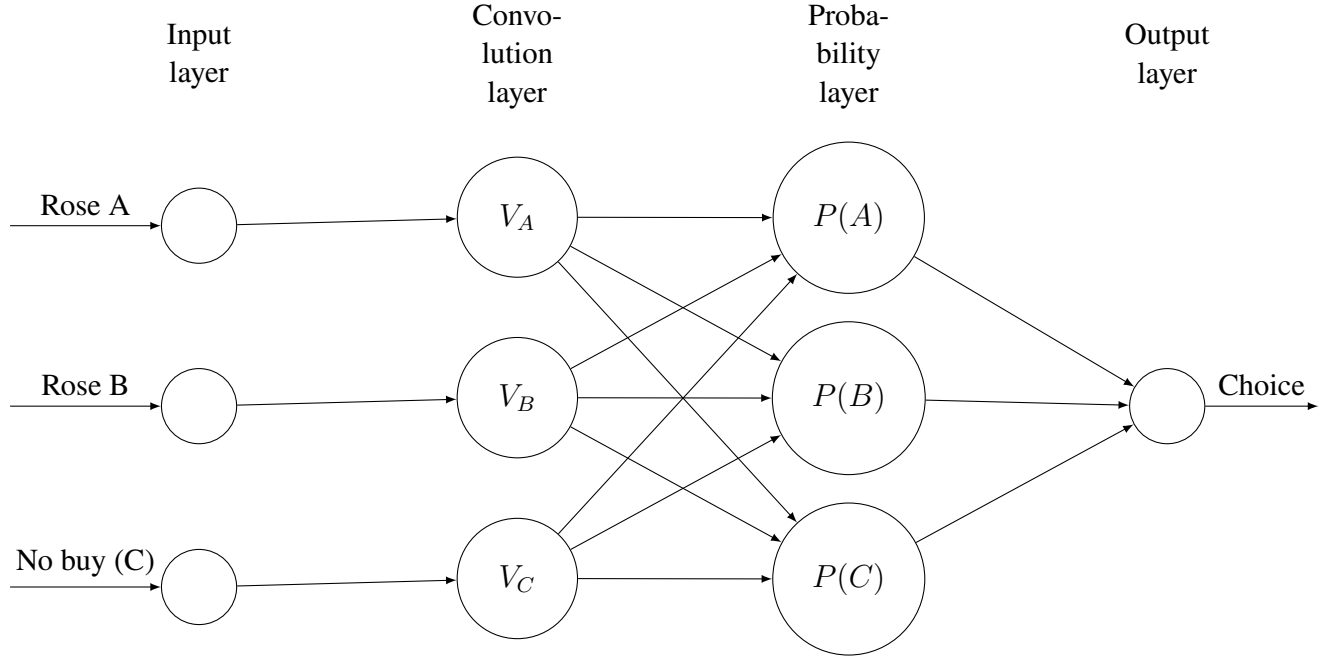 Input
layer
Convo-
lution
layer
Proba-
bility
layer
Output
layer
Rose A
V_A
P(A)
Rose B
V_B
P(B)
Choice
No buy (C)
V_C
P(C)